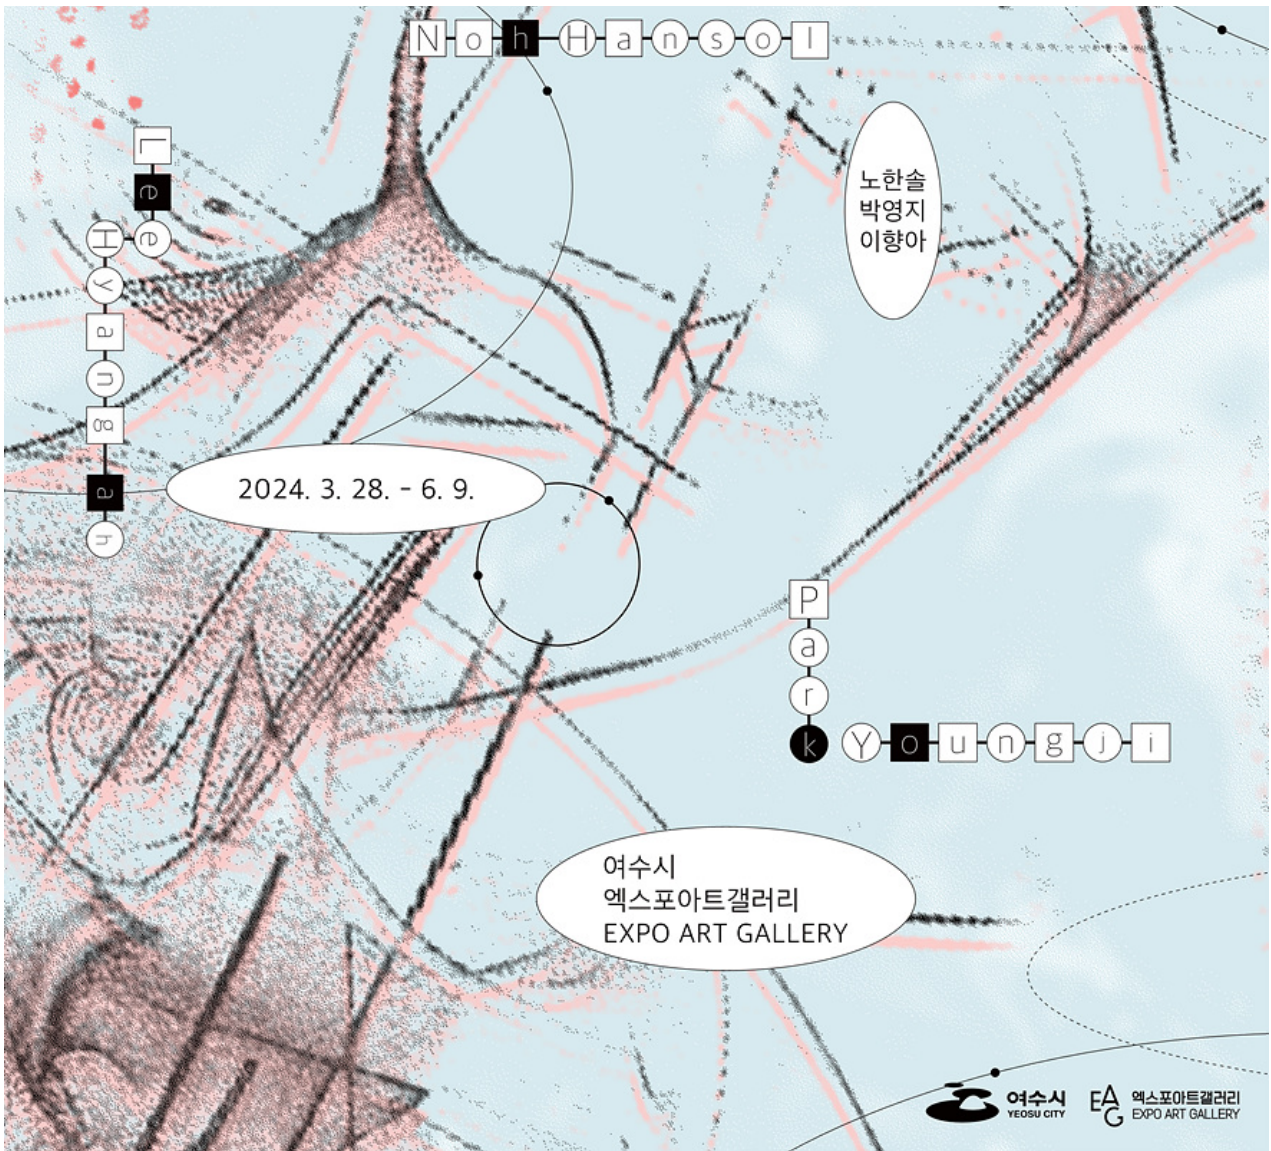 Noh Hansol
Lee Hyangah
노한솔
박영지
이향아
2024. 3. 28. - 6. 9.
Park Youngji
여수시
엑스포아트갤러리
EXPO ART GALLERY
여수시
YEOSU CITY
EAG
엑스포아트갤러리
EXPO ART GALLERY